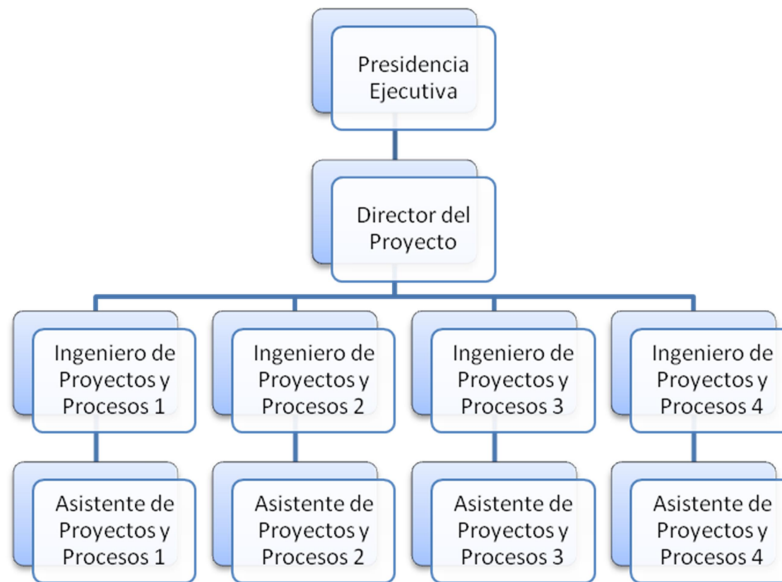 Presidencia
Ejecutiva
Director del
Proyecto
Ingeniero de
Proyectos y
Procesos 1
Ingeniero de
Proyectos y
Procesos 2
Ingeniero de
Proyectos y
Procesos 3
Ingeniero de
Proyectos y
Procesos 4
Asistente de
Proyectos y
Procesos 1
Asistente de
Proyectos y
Procesos 2
Asistente de
Proyectos y
Procesos 3
Asistente de
Proyectos y
Procesos 4